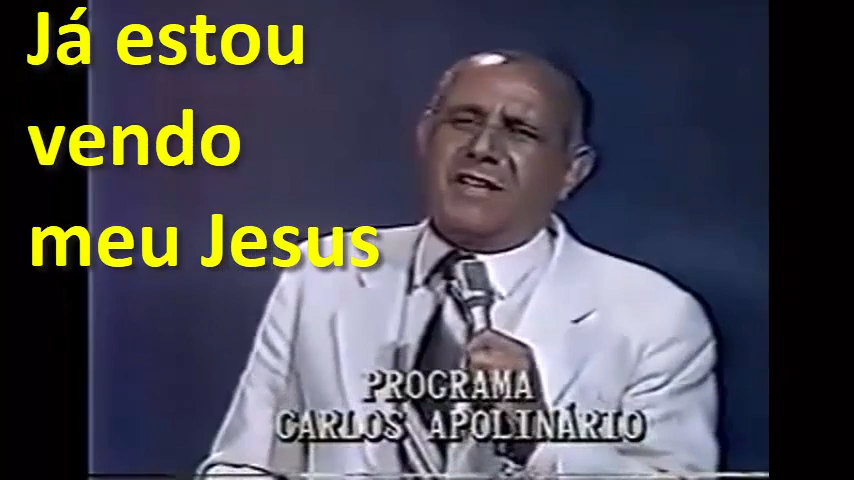 Já estou
vendo
meu Jesus
PROGRAMA
CARLOS APOLINÁRIO